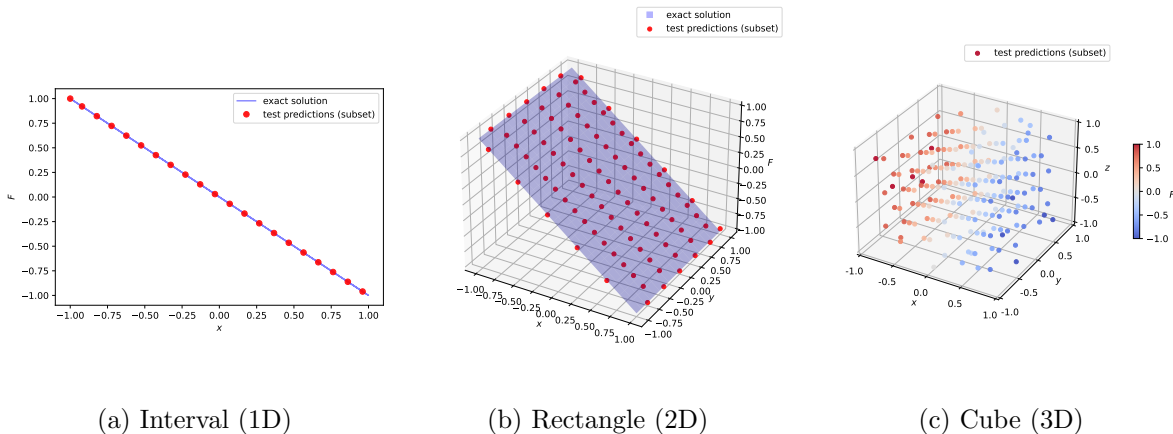 exact solution
test predictions (subset)
1.00
0.75
0.50
0.25
0.00
−0.25
−0.50
−0.75
−1.00
F
−1.00 −0.75 −0.50 −0.25 0.00 0.25 0.50 0.75 1.00
x
exact solution
test predictions (subset)
1.00
0.75
0.50
0.25
0.00
−0.25
−0.50
−0.75
−1.00
F
−1.00 −0.75 −0.50 −0.25 0.00 0.25 0.50 0.75 1.00
x
−1.00 −0.75 −0.50 −0.25 0.00 0.25 0.50 0.75 1.00
y
test predictions (subset)
1.0
0.5
0.0
-0.5
-1.0
z
-1.0 -0.5 0.0 0.5 1.0
x
-1.0 -0.5 0.0 0.5 1.0
y
1.0
0.5
0.0
−0.5
−1.0
F
(a) Interval (1D)
(b) Rectangle (2D)
(c) Cube (3D)